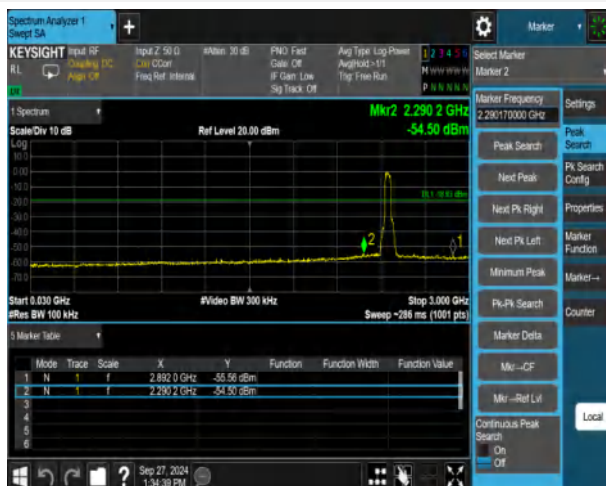 Spectrum Analyzer 1
Swept SA
+
Marker
KEYSIGHT Input: RF Input Z: 50 Ω #Atten: 30 dB PNO: Fast Avg Type: Log-Power 1 2 3 4 5 6
RL Coupling: DC Corr CCorr Gate: Off Avg|Hold:>1/1 M W W W W W
Align: Off Freq Ref: Internal IF Gain: Low Trig: Free Run
Sig Track: Off P N N N N N
Select Marker
Marker 2
1 Spectrum
Mkr2 2.290 2 GHz
Scale/Div 10 dB Ref Level 20.00 dBm -54.50 dBm
Log
10.0
0.00
-10.0
-20.0
-30.0
-40.0
-50.0
-60.0
-70.0
2
1
Start 0.030 GHz #Video BW 300 kHz Stop 3.000 GHz
#Res BW 100 kHz Sweep ~286 ms (1001 pts)
5 Marker Table
Mode Trace Scale X Y Function Function Width Function Value
1 N 1 f 2.892 0 GHz -55.56 dBm
2 N 1 f 2.290 2 GHz -54.50 dBm
3
4
5
6
Marker Frequency
2.290170000 GHz
Peak Search
Next Peak
Next Pk Right
Next Pk Left
Minimum Peak
Pk-Pk Search
Marker Delta
Mkr→CF
Mkr→Ref Lvl
Continuous Peak
Search
On
Off
Settings
Peak
Search
Pk Search
Config
Properties
Marker
Function
Marker→
Counter
Local
?
Sep 27, 2024
1:34:39 PM